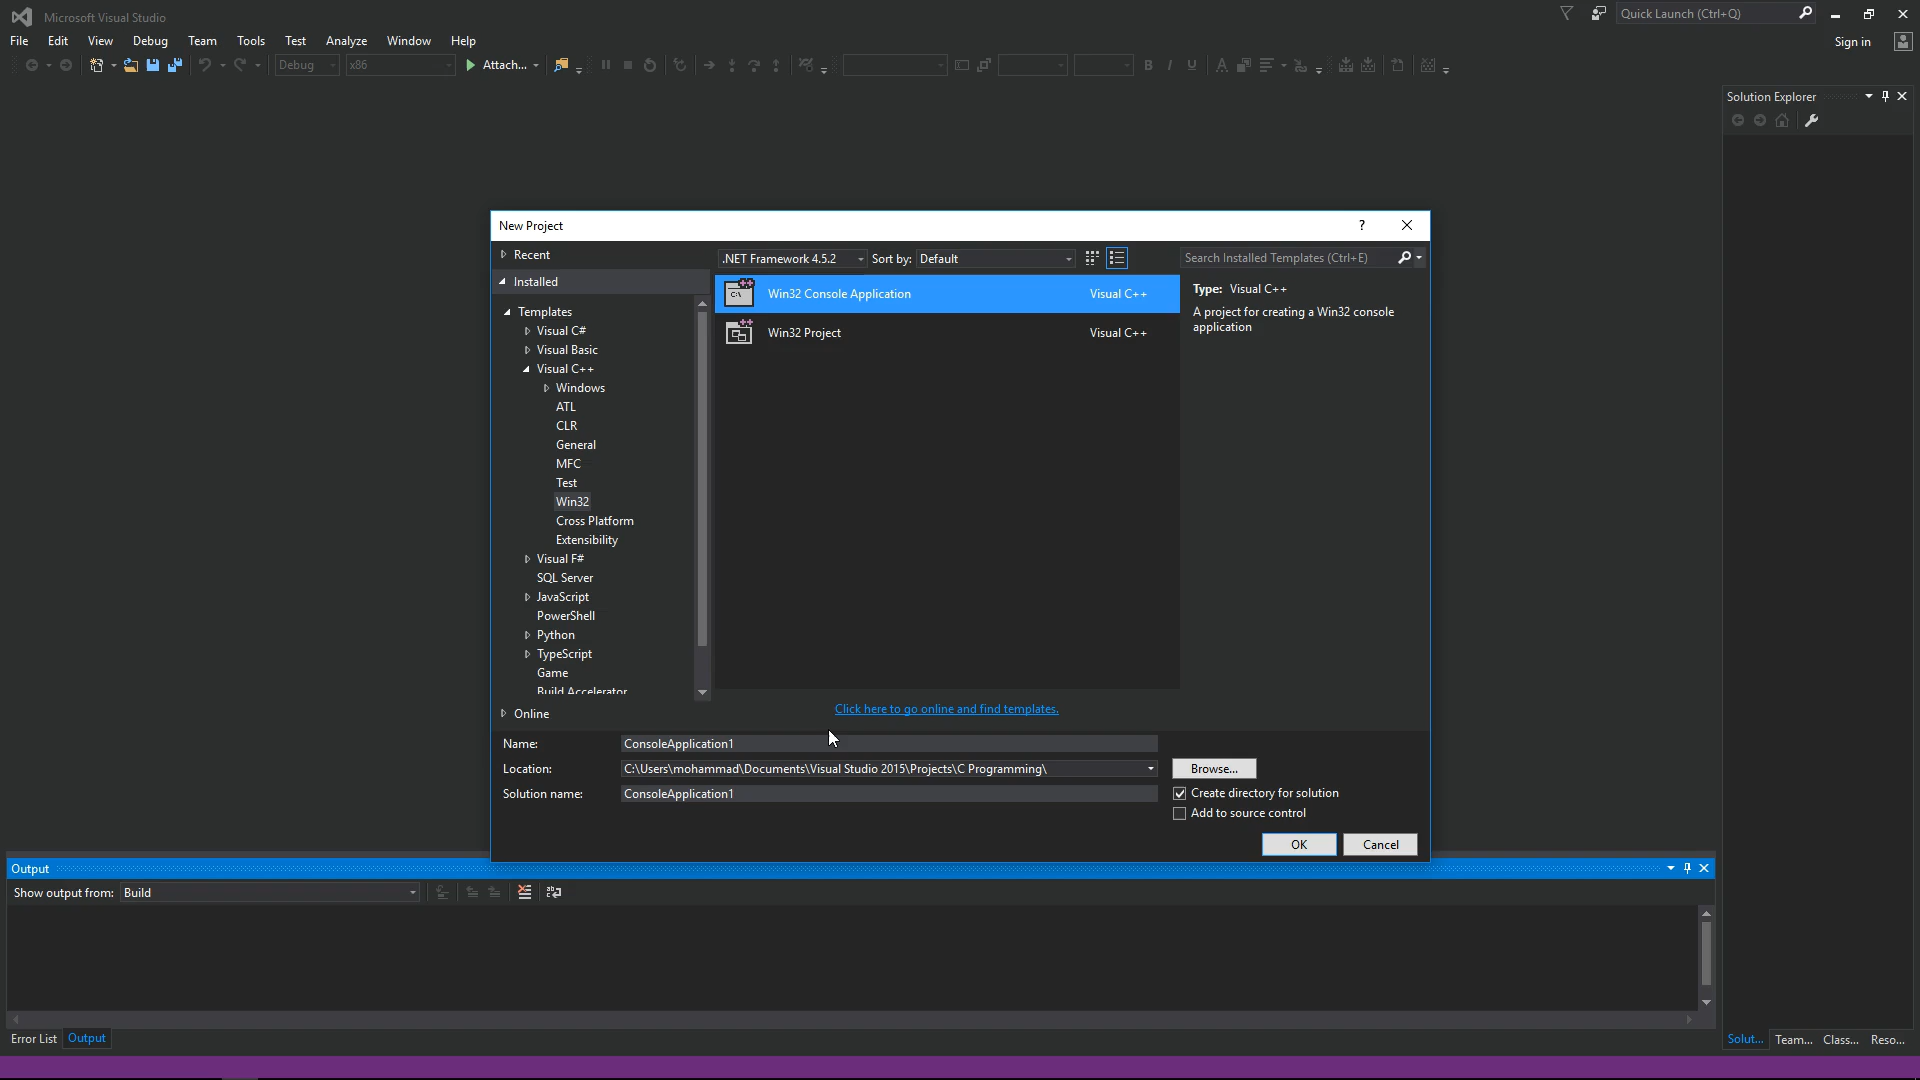 Microsoft Visual Studio
Quick Launch (Ctrl+Q)
File Edit View Debug Team Tools Test Analyze Window Help
Sign in
Debug x86 Attach...
Solution Explorer
New Project
?
Recent
Installed
.NET Framework 4.5.2 Sort by: Default
Search Installed Templates (Ctrl+E)
Templates
Visual C#
Visual Basic
Visual C++
Windows
ATL
CLR
General
MFC
Test
Win32
Cross Platform
Extensibility
Visual F#
SQL Server
JavaScript
PowerShell
Python
TypeScript
Game
Build Accelerator
Online
Win32 Console Application Visual C++
Win32 Project Visual C++
Type: Visual C++
A project for creating a Win32 console
application
Click here to go online and find templates.
Name: ConsoleApplication1
Location: C:\Users\mohammad\Documents\Visual Studio 2015\Projects\C Programming\ Browse...
Solution name: ConsoleApplication1
Create directory for solution
Add to source control
OK Cancel
Output
Show output from: Build
Error List Output
Solut... Team... Class... Reso...